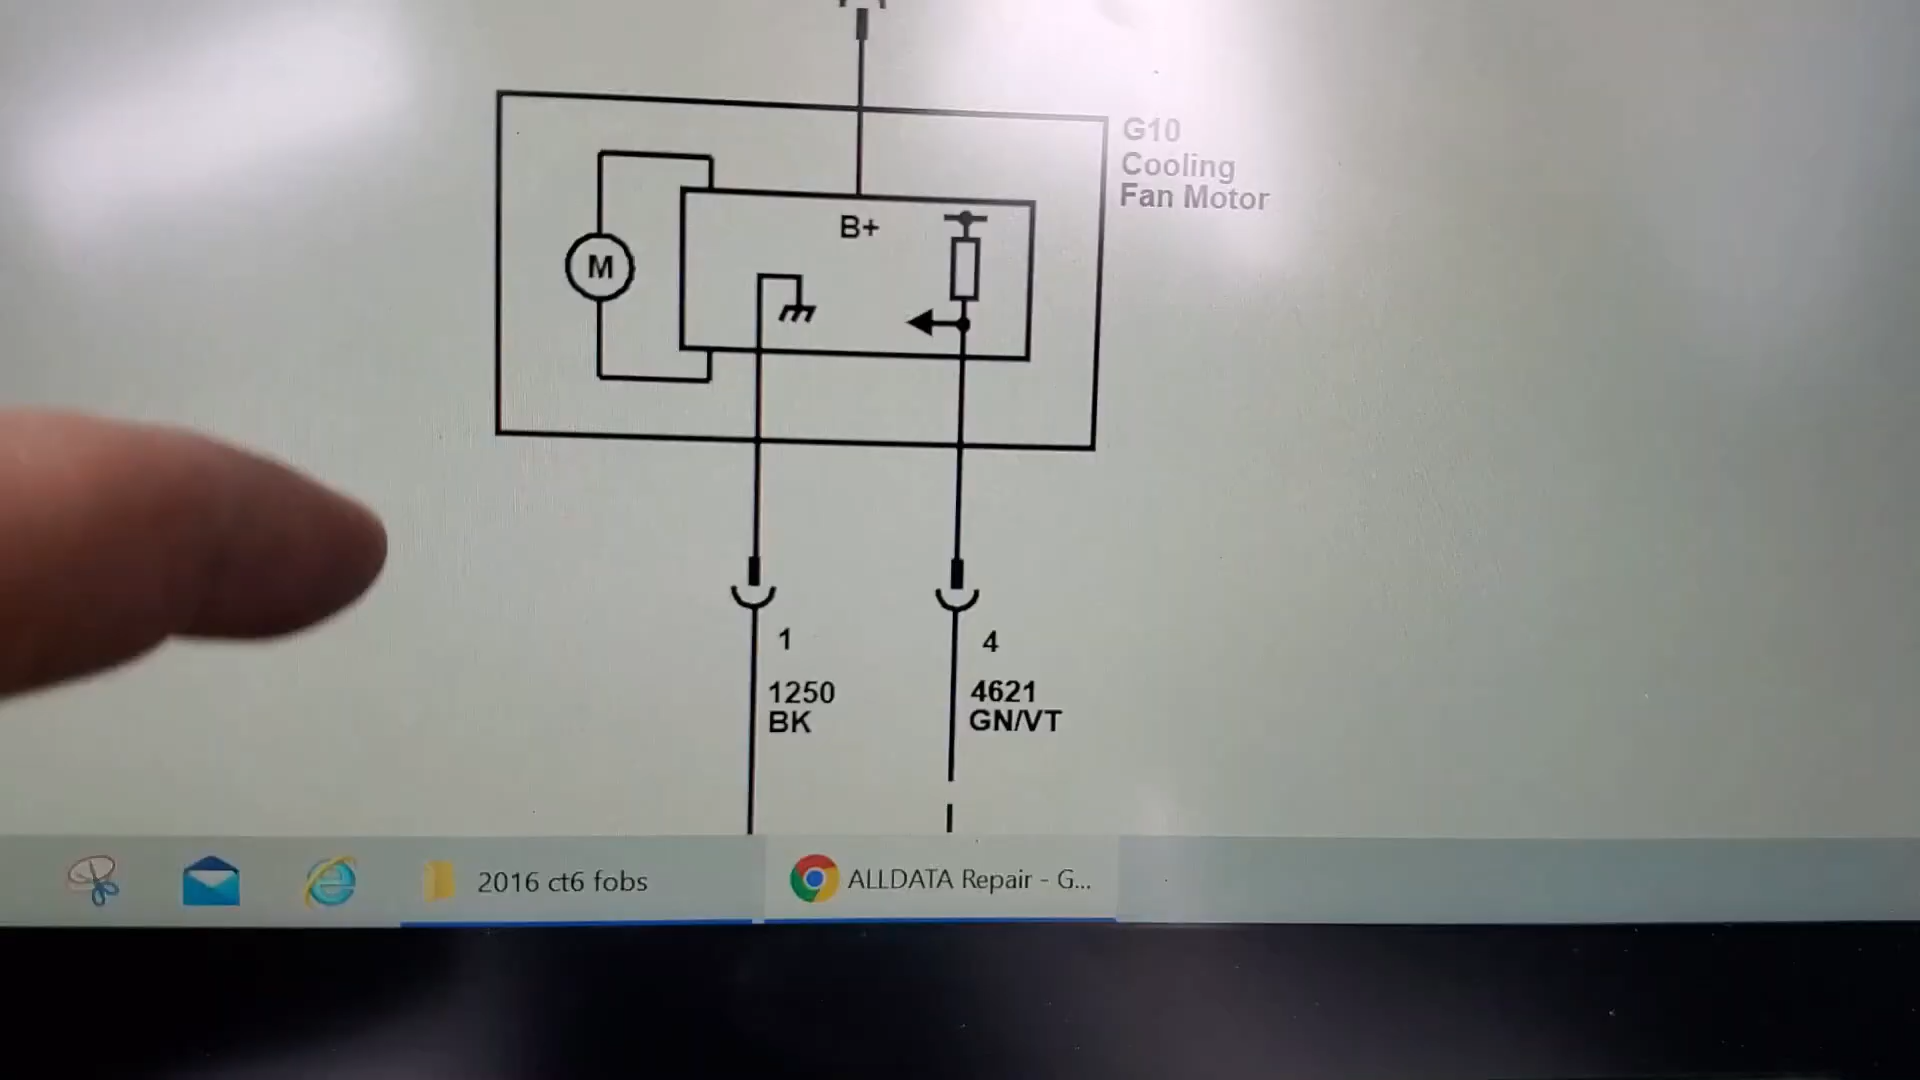 G10
Cooling
Fan Motor
B+
M
1
4
1250
BK
4621
GN/VT
2016 ct6 fobs
ALLDATA Repair - G...